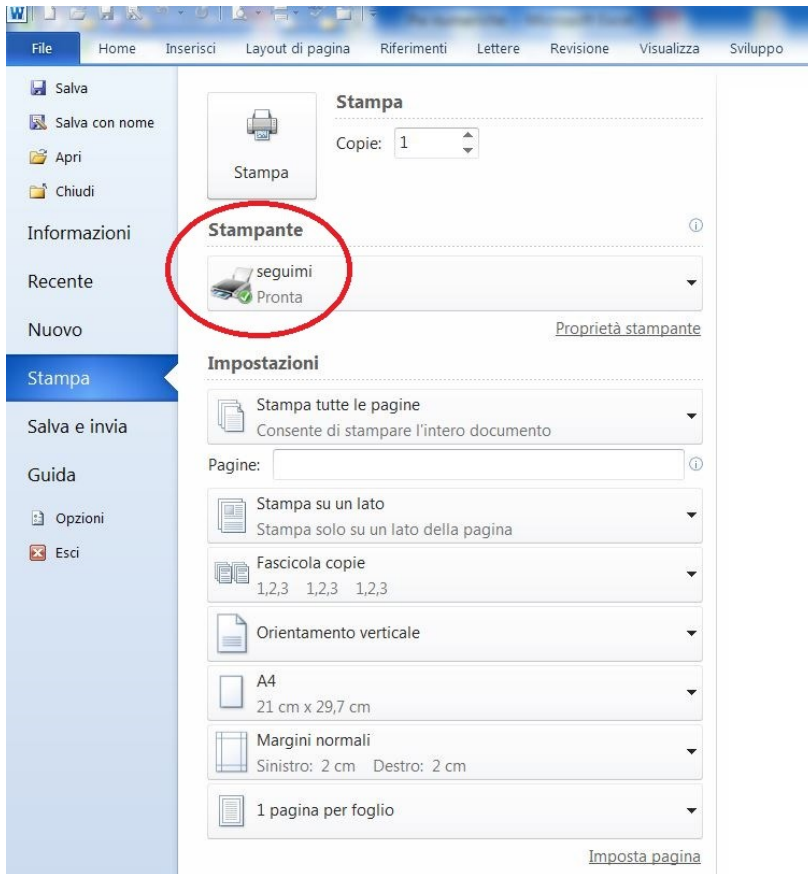 W
File Home Inserisci Layout di pagina Riferimenti Lettere Revisione Visualizza Sviluppo
Salva
Salva con nome
Apri
Chiudi
Informazioni
Recente
Nuovo
Stampa
Salva e invia
Guida
Opzioni
Esci
Stampa
Stampa
Copie: 1
Stampante
seguimi
Pronta
Proprietà stampante
Impostazioni
Stampa tutte le pagine
Consente di stampare l'intero documento
Pagine:
Stampa su un lato
Stampa solo su un lato della pagina
Fascicola copie
1,2,3 1,2,3 1,2,3
Orientamento verticale
A4
21 cm x 29,7 cm
Margini normali
Sinistro: 2 cm Destro: 2 cm
1 pagina per foglio
Imposta pagina